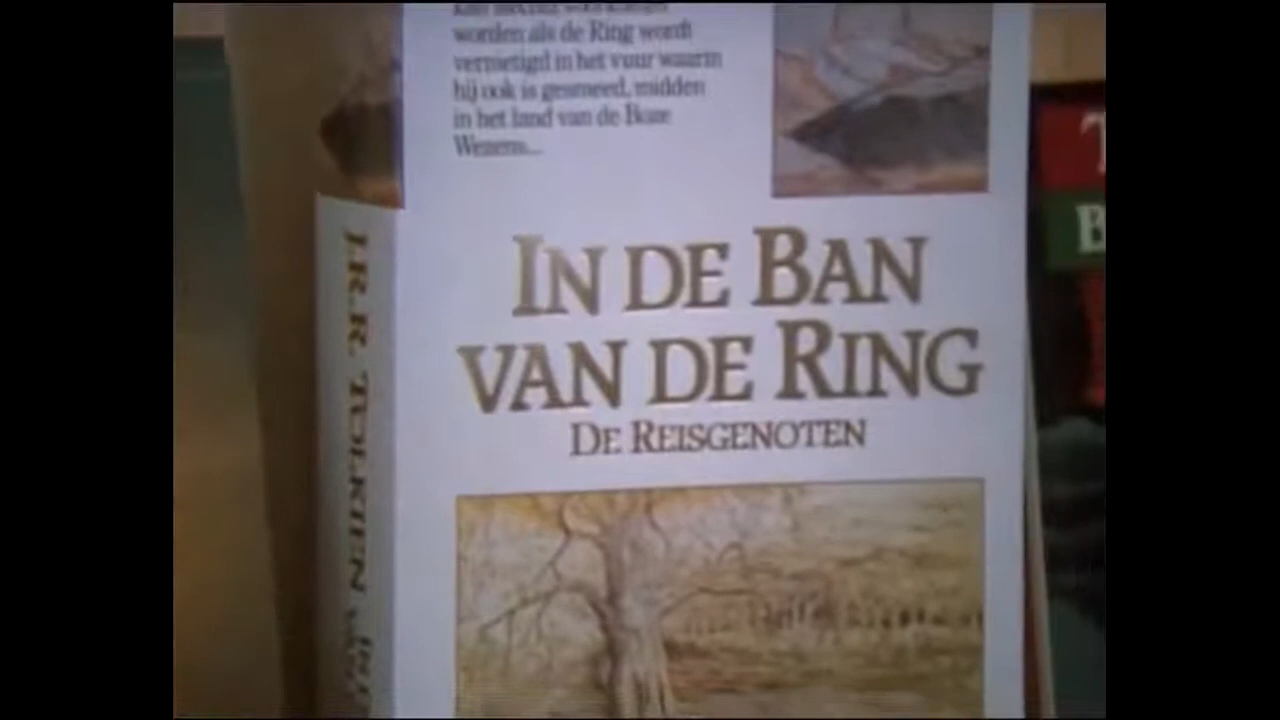 worden als de Ring wordt
vernietigd in het vuur waarin
hij ook is gesmeed, midden
in het land van de Boze
Wezens...
IN DE BAN
VAN DE RING
DE REISGENOTEN
J.R.R. TOLKIEN
T
B